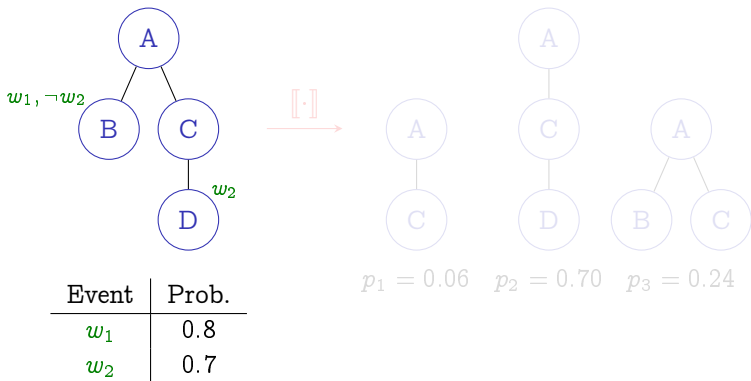 A
A
w₁, ¬w₂
B
C
⟦·⟧
A
C
A
w₂
D
C
D
B
C
p₁ = 0.06
p₂ = 0.70
p₃ = 0.24
Event Prob.
w₁ 0.8
w₂ 0.7